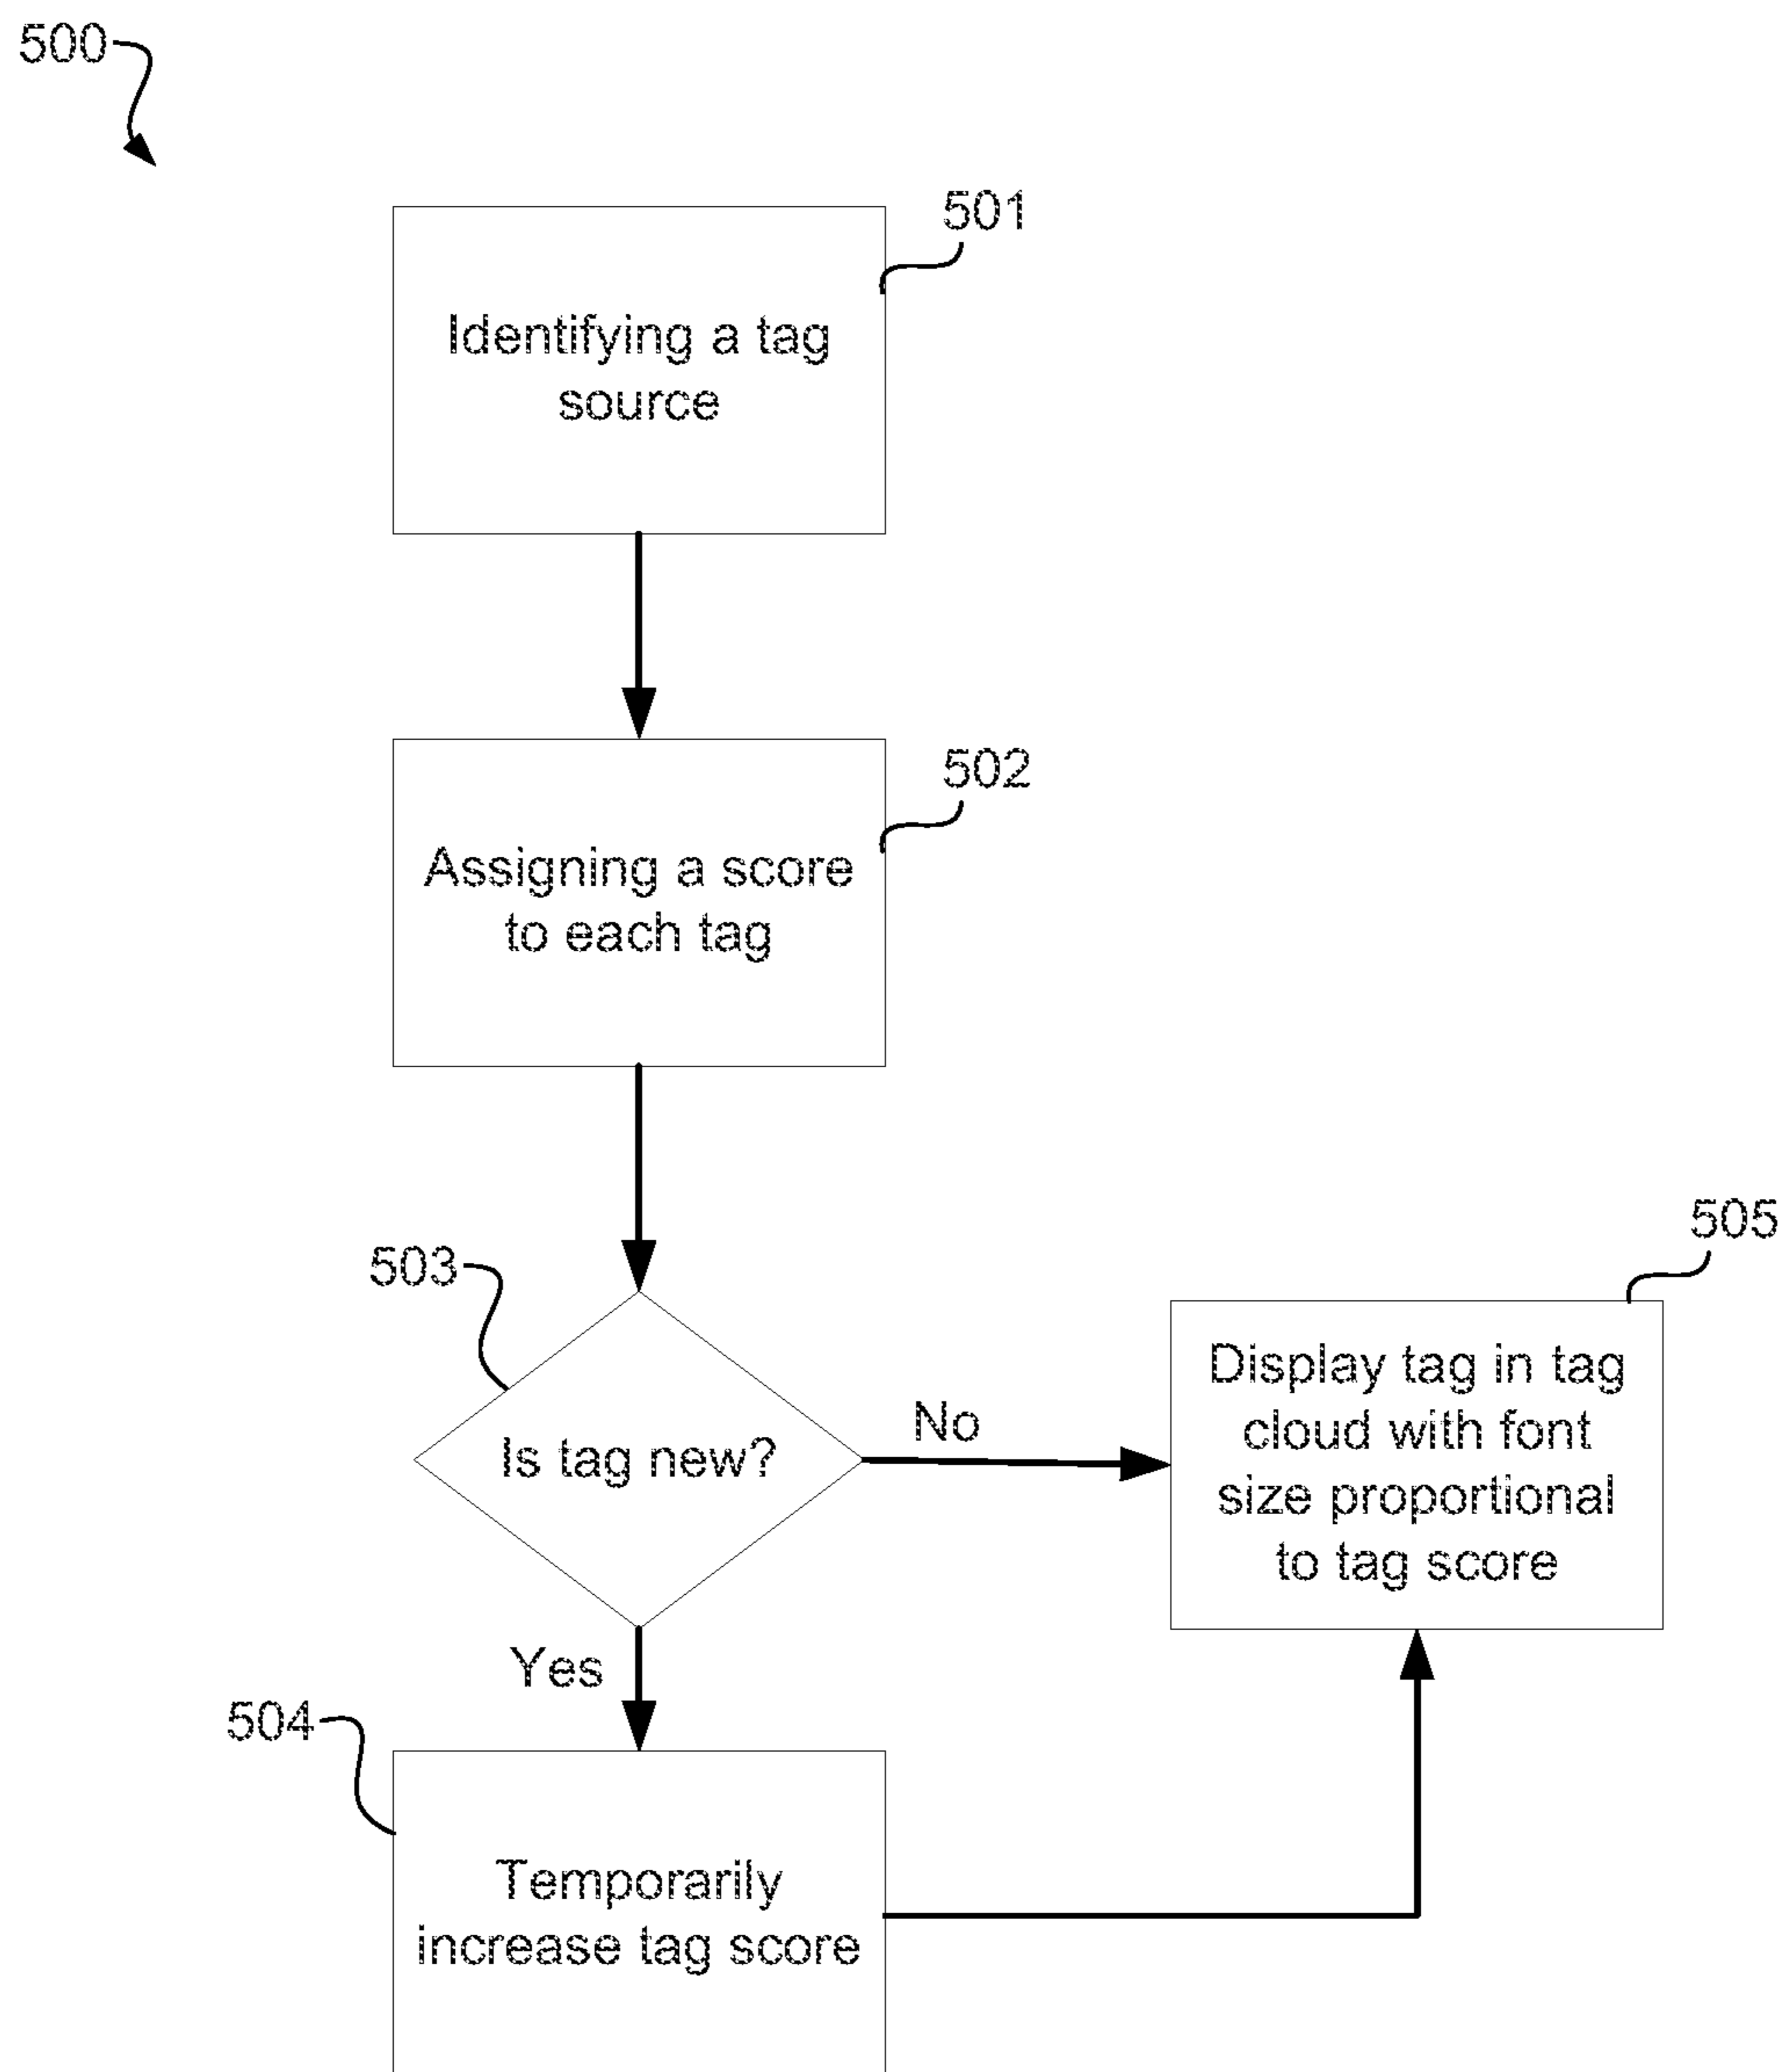 500
501
Identifying a tag
source
502
Assigning a score
to each tag
503
Is tag new?
No
505
Display tag in tag
cloud with font
size proportional
to tag score
Yes
504
Temporarily
increase tag score